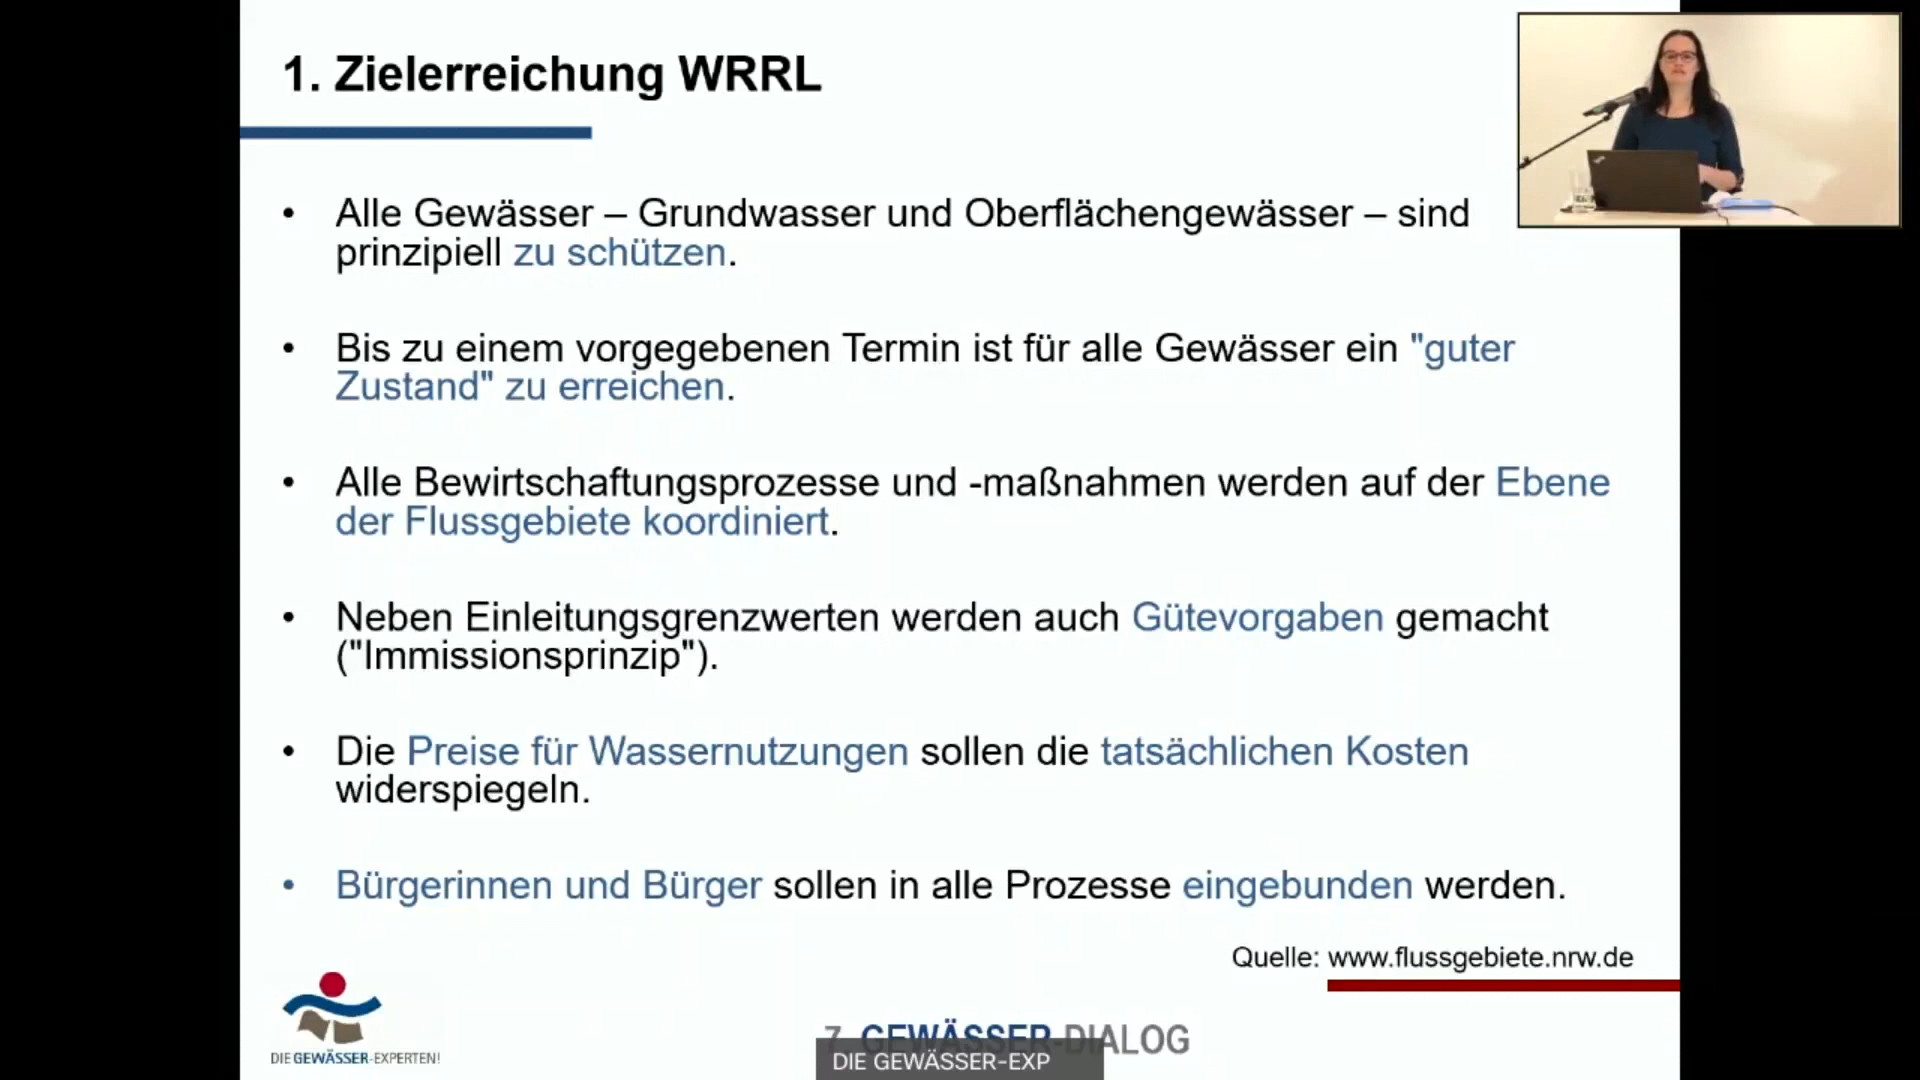 1. Zielerreichung WRRL
• Alle Gewässer – Grundwasser und Oberflächengewässer – sind
prinzipiell zu schützen.
• Bis zu einem vorgegebenen Termin ist für alle Gewässer ein "guter
Zustand" zu erreichen.
• Alle Bewirtschaftungsprozesse und -maßnahmen werden auf der Ebene
der Flussgebiete koordiniert.
• Neben Einleitungsgrenzwerten werden auch Gütevorgaben gemacht
("Immissionsprinzip").
• Die Preise für Wassernutzungen sollen die tatsächlichen Kosten
widerspiegeln.
• Bürgerinnen und Bürger sollen in alle Prozesse eingebunden werden.
Quelle: www.flussgebiete.nrw.de
DIE GEWÄSSER-EXPERTEN!
7. GEWÄSSER-DIALOG
DIE GEWÄSSER-EXP